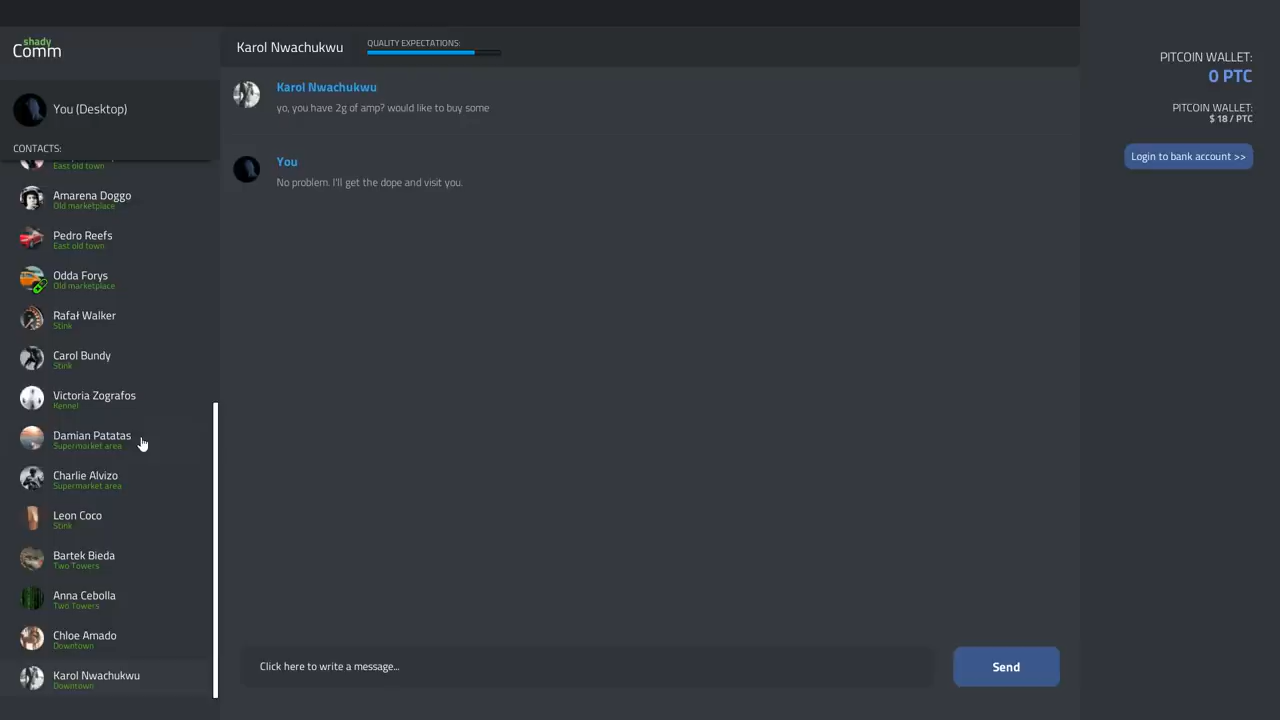 shady
Comm
You (Desktop)
CONTACTS:
East old town
Amarena Doggo
Old marketplace
Pedro Reefs
East old town
Odda Forys
Old marketplace
Rafał Walker
Stink
Carol Bundy
Stink
Victoria Zografos
Kennel
Damian Patatas
Supermarket area
Charlie Alvizo
Supermarket area
Leon Coco
Stink
Bartek Bieda
Two Towers
Anna Cebolla
Two Towers
Chloe Amado
Downtown
Karol Nwachukwu
Downtown
Karol Nwachukwu
QUALITY EXPECTATIONS:
Karol Nwachukwu
yo, you have 2g of amp? would like to buy some
You
No problem. I'll get the dope and visit you.
Click here to write a message...
Send
PITCOIN WALLET:
0 PTC
PITCOIN WALLET:
$ 18 / PTC
Login to bank account >>